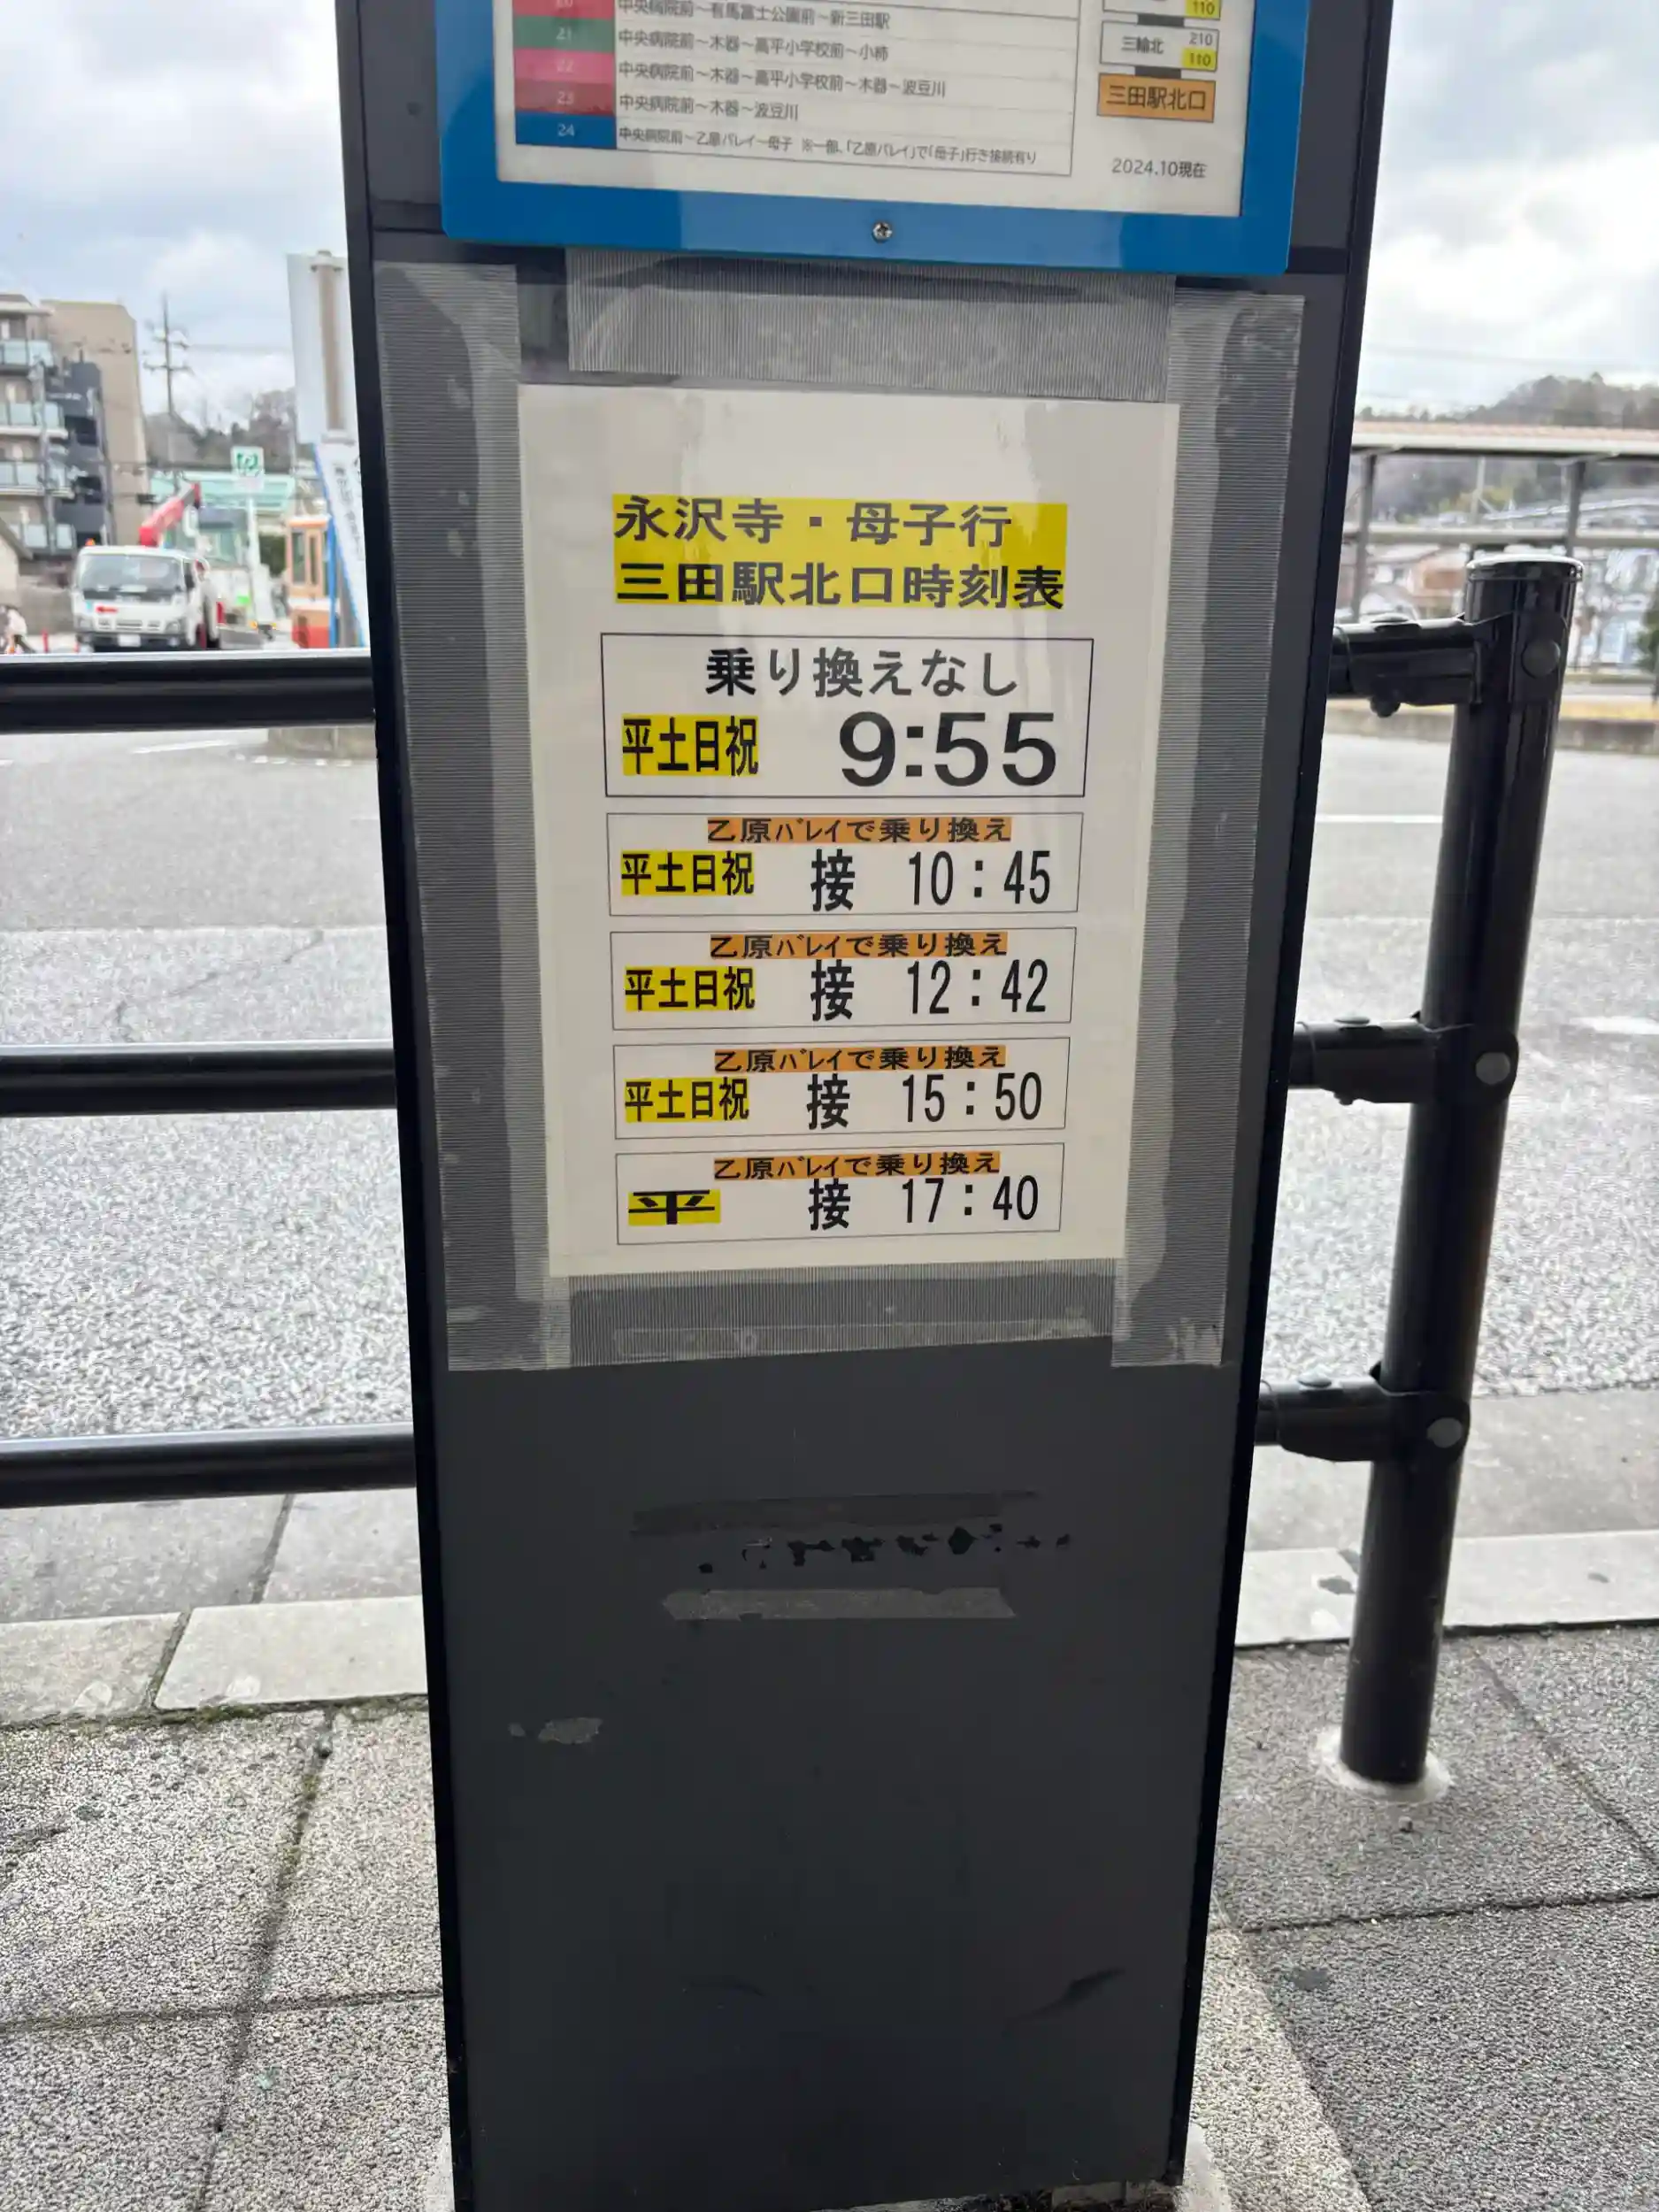 20 中央病院前～有馬富士公園前～新三田駅
21 中央病院前～木器～高平小学校前～小柿
22 中央病院前～木器～高平小学校前～木器～波豆川
23 中央病院前～木器～波豆川
24 中央病院前～乙原バレイ～母子 ※一部、「乙原バレイ」で「母子」行き接続有り
110
三輪北 210
110
三田駅北口
2024.10現在
永沢寺・母子行
三田駅北口時刻表
乗り換えなし
平土日祝 9:55
乙原バレイで乗り換え
平土日祝 接 10:45
乙原バレイで乗り換え
平土日祝 接 12:42
乙原バレイで乗り換え
平土日祝 接 15:50
乙原バレイで乗り換え
平 接 17:40